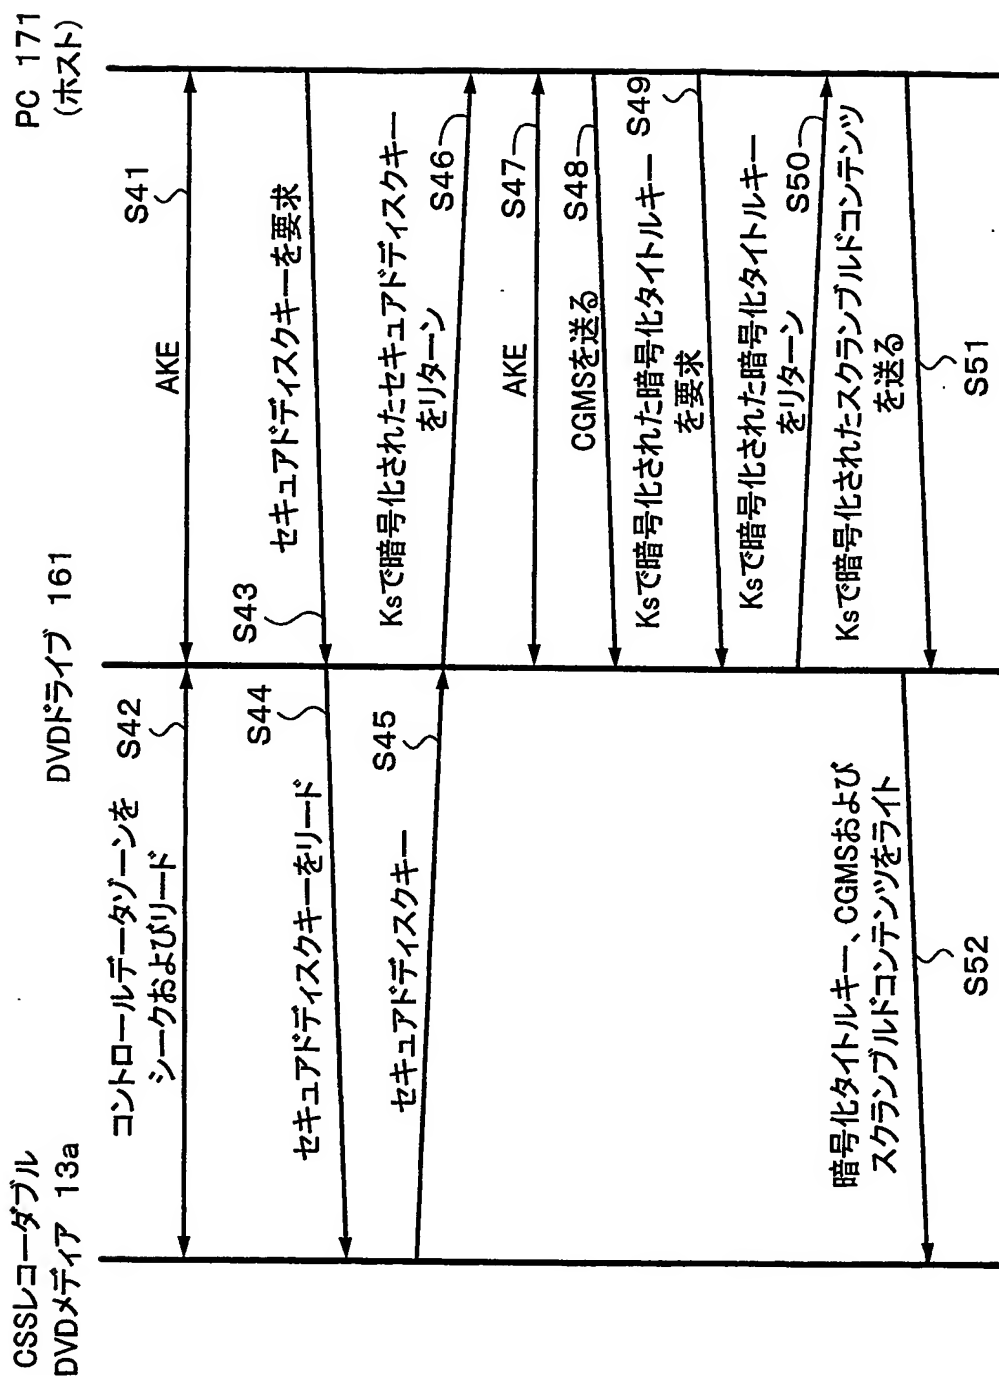 CSSレコーダブル
DVDメディア 13a
DVDドライブ 161
PC 171
(ホスト)
S41
AKE
コントロールデータゾーンを
シークおよびリード
S42
セキュアドディスクキーを要求
S43
セキュアドディスクキーをリード
S44
セキュアドディスクキー
S45
Ksで暗号化されたセキュアドディスクキー
をリターン
S46
AKE
S47
CGMSを送る
S48
Ksで暗号化された暗号化タイトルキー
を要求
S49
Ksで暗号化された暗号化タイトルキー
をリターン
S50
Ksで暗号化されたスクランブルドコンテンツ
を送る
S51
暗号化タイトルキー、CGMSおよび
スクランブルドコンテンツをライト
S52